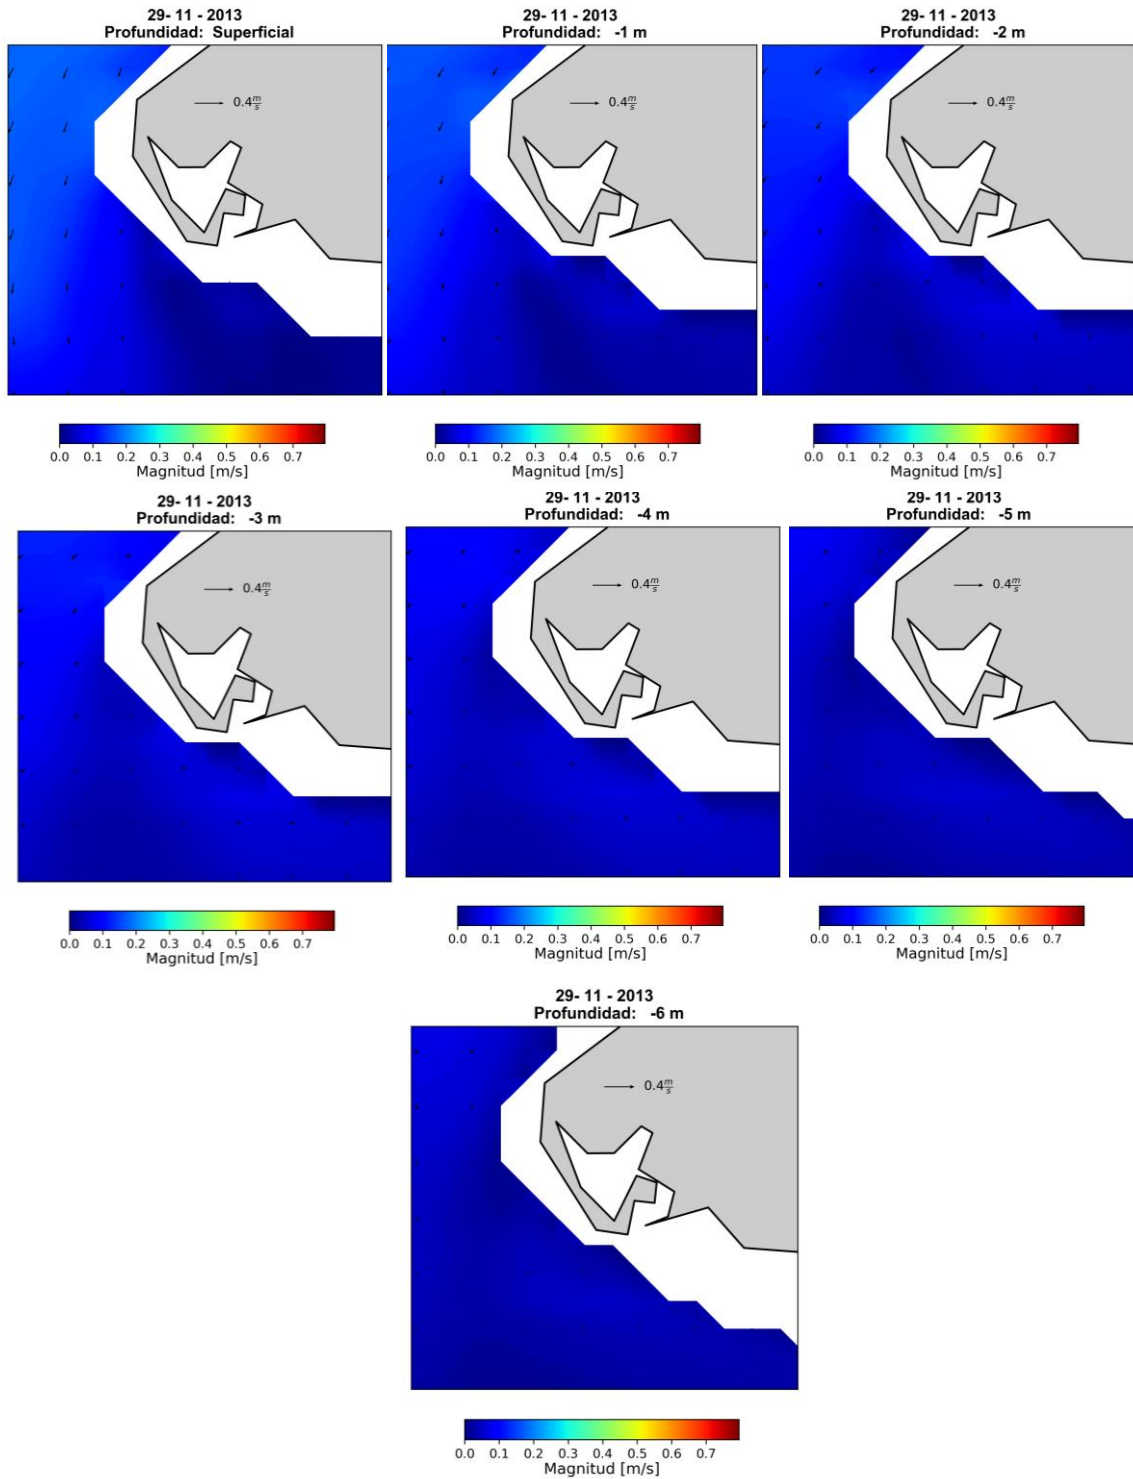 29- 11 - 2013
Profundidad: Superficial
0.4 m/s
0.0 0.1 0.2 0.3 0.4 0.5 0.6 0.7
Magnitud [m/s]
29- 11 - 2013
Profundidad: -1 m
0.4 m/s
0.0 0.1 0.2 0.3 0.4 0.5 0.6 0.7
Magnitud [m/s]
29- 11 - 2013
Profundidad: -2 m
0.4 m/s
0.0 0.1 0.2 0.3 0.4 0.5 0.6 0.7
Magnitud [m/s]
29- 11 - 2013
Profundidad: -3 m
0.4 m/s
0.0 0.1 0.2 0.3 0.4 0.5 0.6 0.7
Magnitud [m/s]
29- 11 - 2013
Profundidad: -4 m
0.4 m/s
0.0 0.1 0.2 0.3 0.4 0.5 0.6 0.7
Magnitud [m/s]
29- 11 - 2013
Profundidad: -5 m
0.4 m/s
0.0 0.1 0.2 0.3 0.4 0.5 0.6 0.7
Magnitud [m/s]
29- 11 - 2013
Profundidad: -6 m
0.4 m/s
0.0 0.1 0.2 0.3 0.4 0.5 0.6 0.7
Magnitud [m/s]